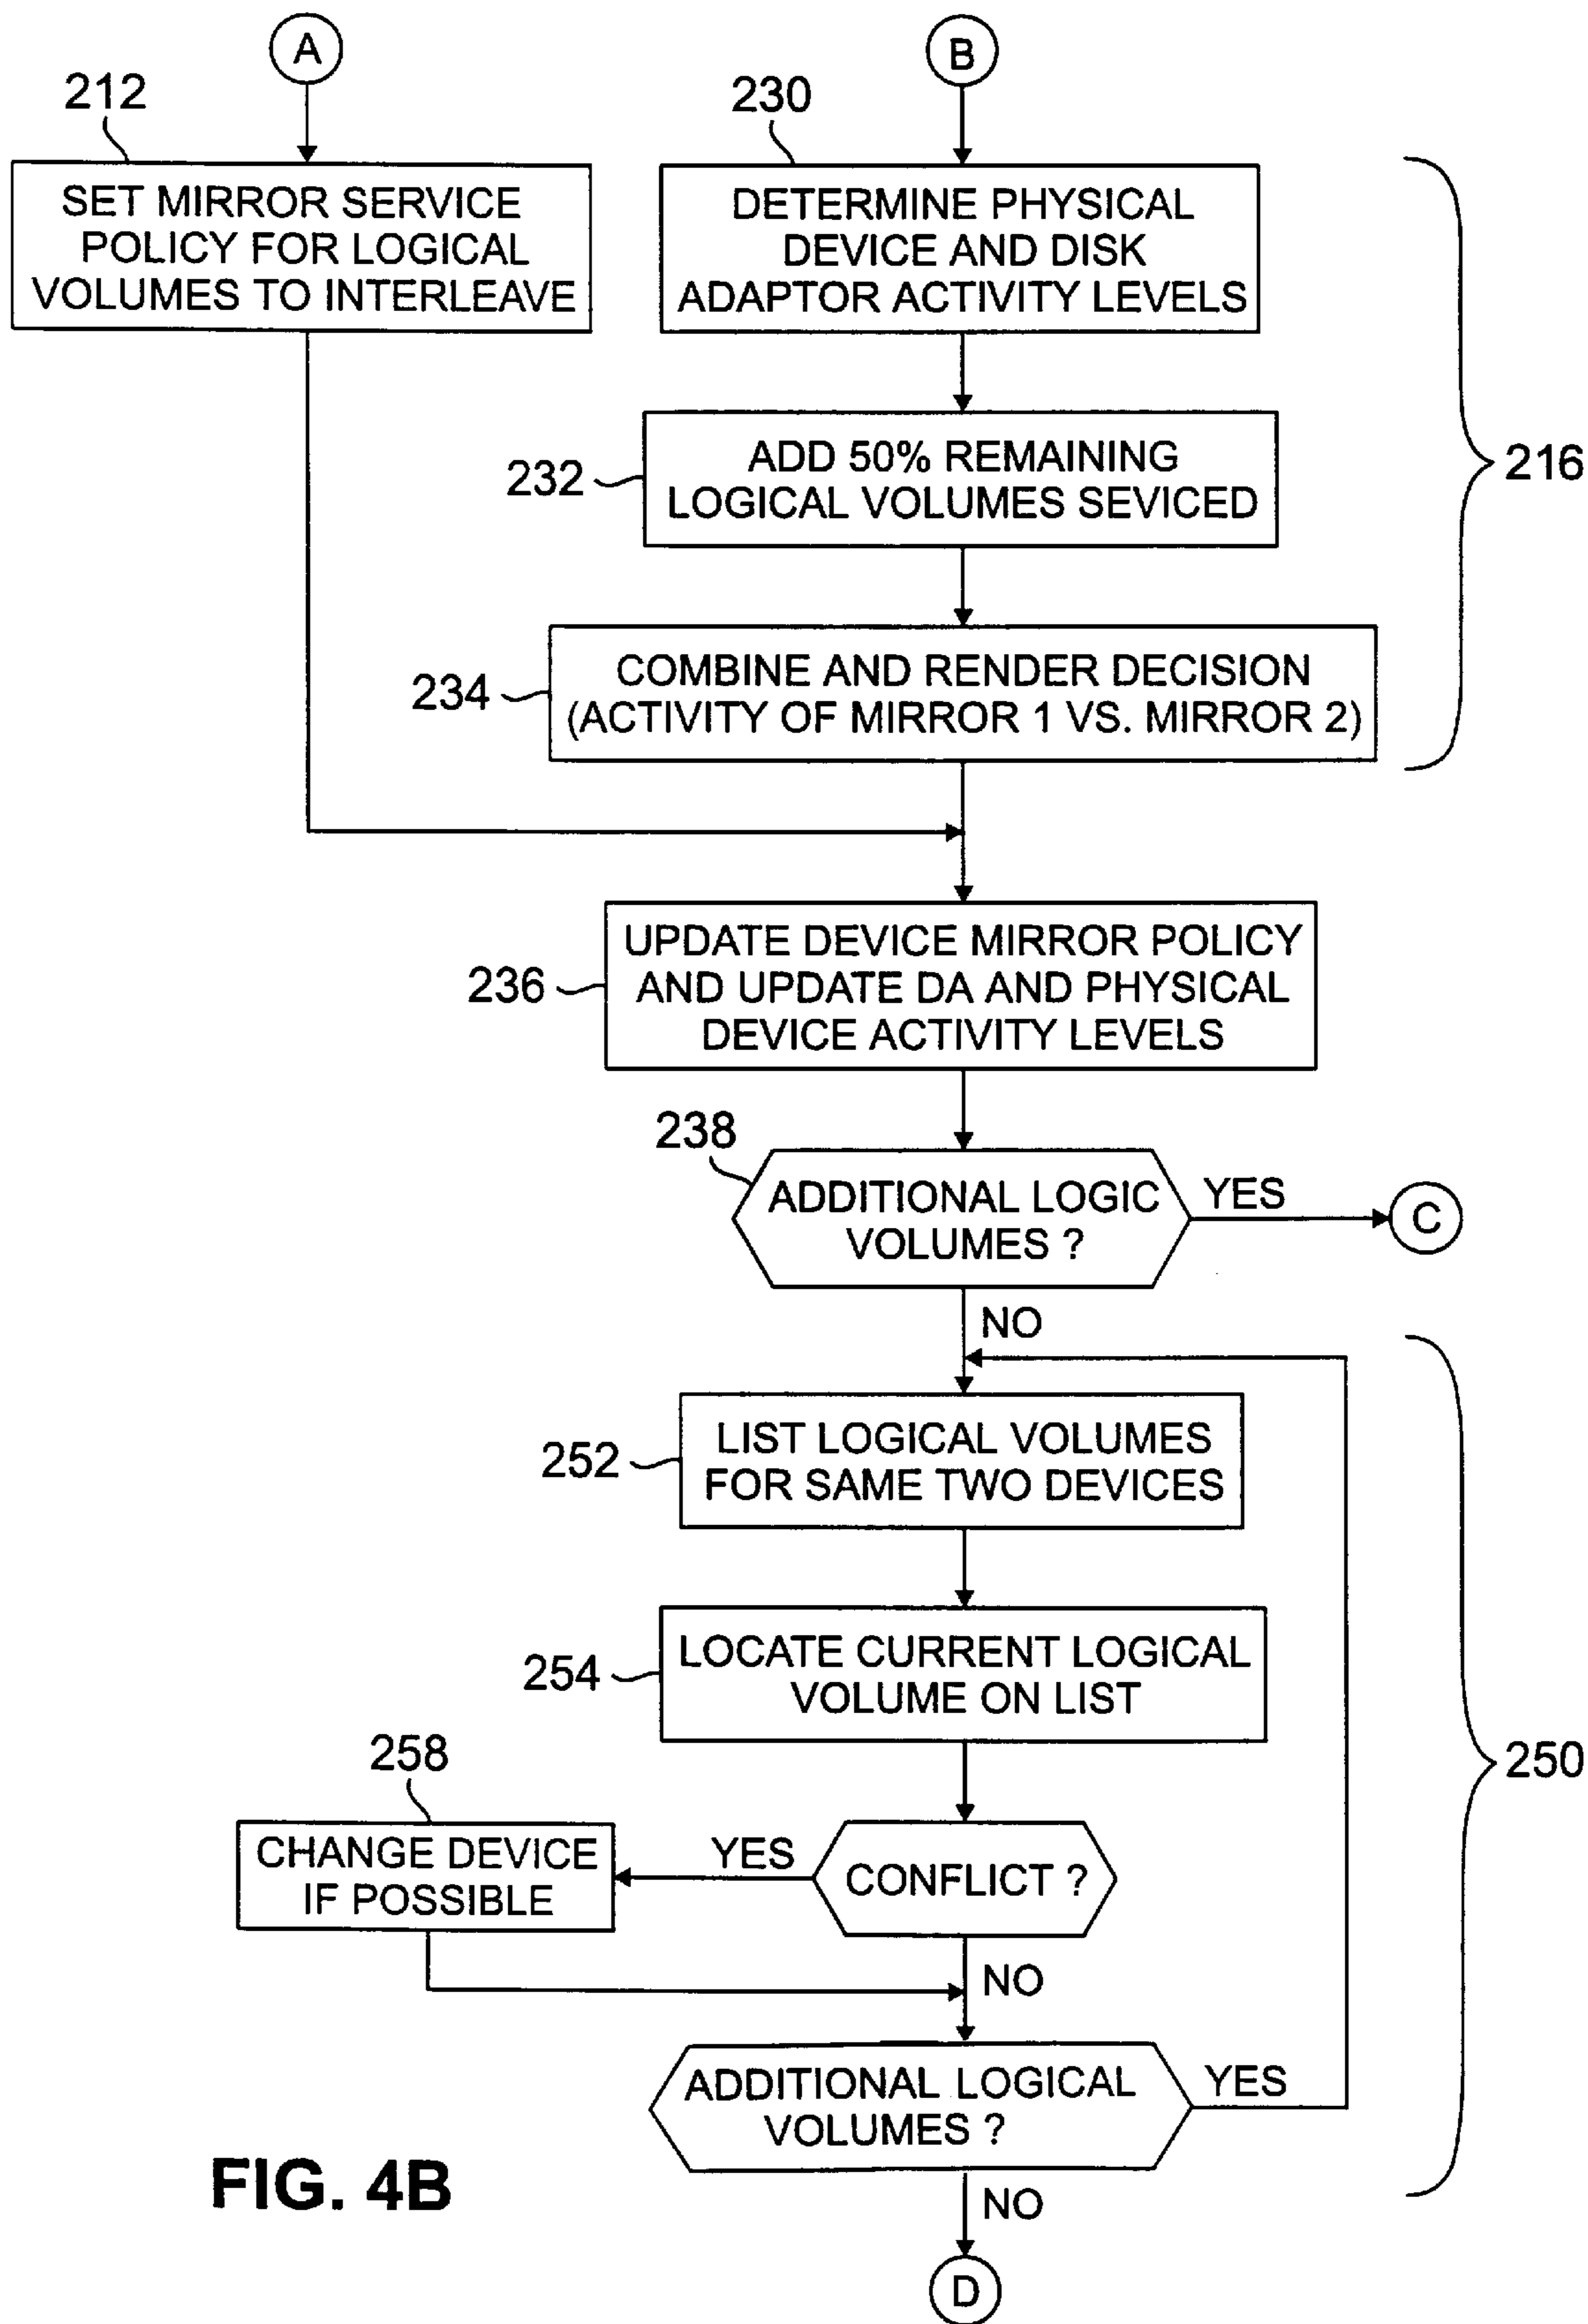 A
B
212
230
SET MIRROR SERVICE
POLICY FOR LOGICAL
VOLUMES TO INTERLEAVE
DETERMINE PHYSICAL
DEVICE AND DISK
ADAPTOR ACTIVITY LEVELS
216
232
ADD 50% REMAINING
LOGICAL VOLUMES SEVICED
234
COMBINE AND RENDER DECISION
(ACTIVITY OF MIRROR 1 VS. MIRROR 2)
236
UPDATE DEVICE MIRROR POLICY
AND UPDATE DA AND PHYSICAL
DEVICE ACTIVITY LEVELS
238
ADDITIONAL LOGIC
VOLUMES ?
YES
C
NO
252
LIST LOGICAL VOLUMES
FOR SAME TWO DEVICES
254
LOCATE CURRENT LOGICAL
VOLUME ON LIST
250
258
CHANGE DEVICE
IF POSSIBLE
YES
CONFLICT ?
NO
ADDITIONAL LOGICAL
VOLUMES ?
YES
NO
D
FIG. 4B